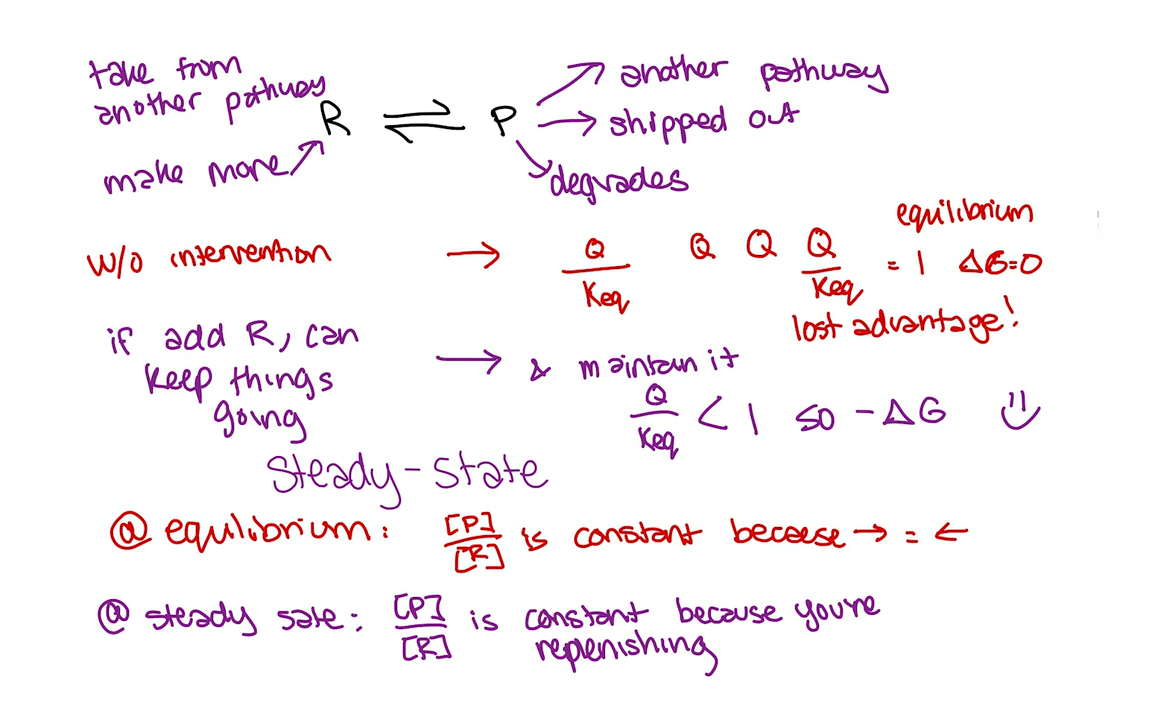 take from
another pathway
R ⇌ P
make more
another pathway
shipped out
degrades
w/o intervention → Q/Keq Q Q Q/Keq = 1 ΔG=0
equilibrium
lost advantage!
if add R, can
keep things
going
→ & maintain it
Q/Keq < 1 so -ΔG
Steady-state
@ equilibrium: [P]/[R] is constant because → = ←
@ steady sate: [P]/[R] is constant because you're
replenishing